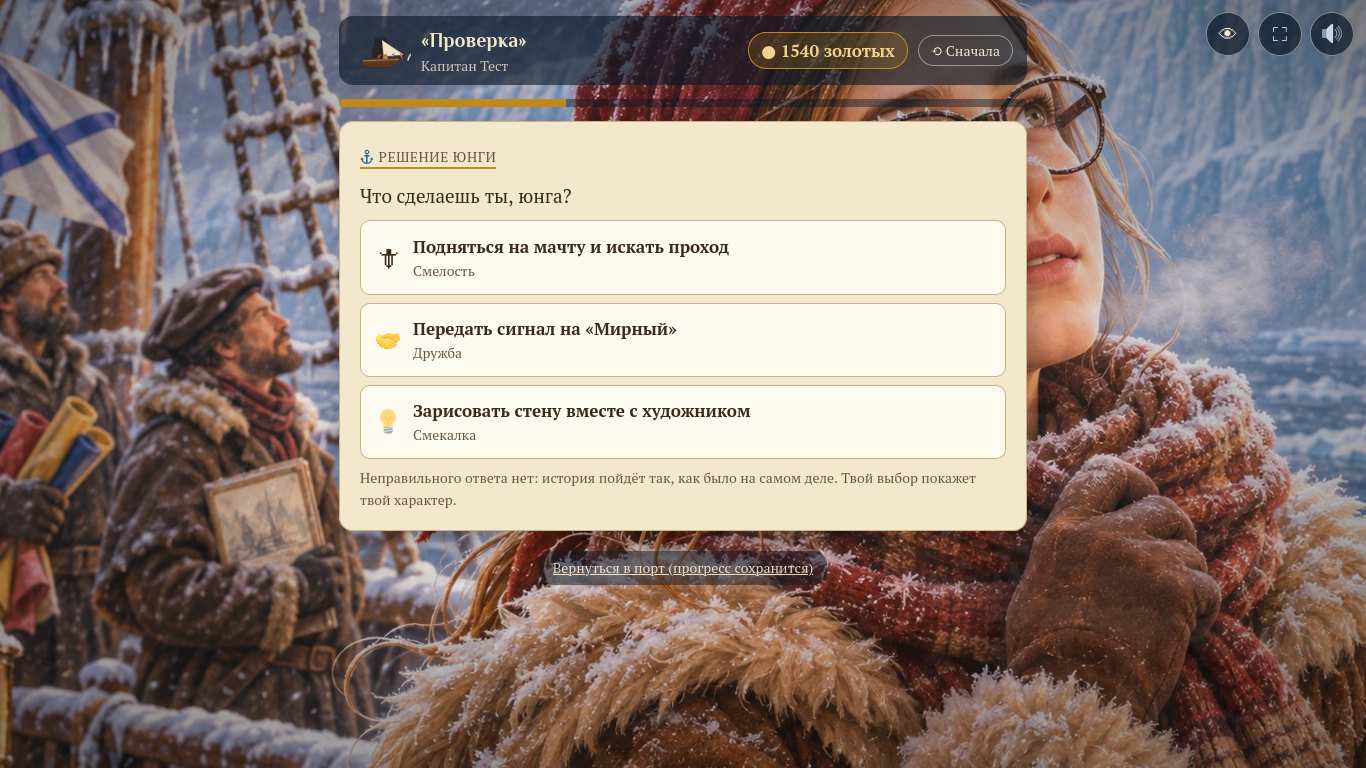 «Проверка»
Капитан Тест
1540 золотых
⟲ Сначала
⚓ РЕШЕНИЕ ЮНГИ
Что сделаешь ты, юнга?
Подняться на мачту и искать проход
Смелость
Передать сигнал на «Мирный»
Дружба
Зарисовать стену вместе с художником
Смекалка
Неправильного ответа нет: история пойдёт так, как было на самом деле. Твой выбор покажет
твой характер.
Вернуться в порт (прогресс сохранится)